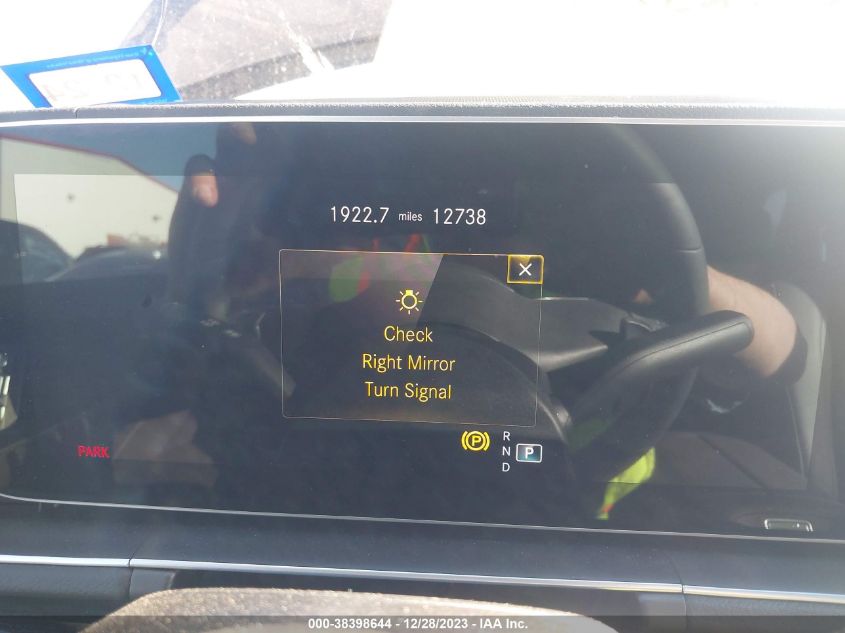 1922.7 miles 12738
Check
Right Mirror
Turn Signal
PARK
(P)
R
N P
D
000-38398644 - 12/28/2023 - IAA Inc.